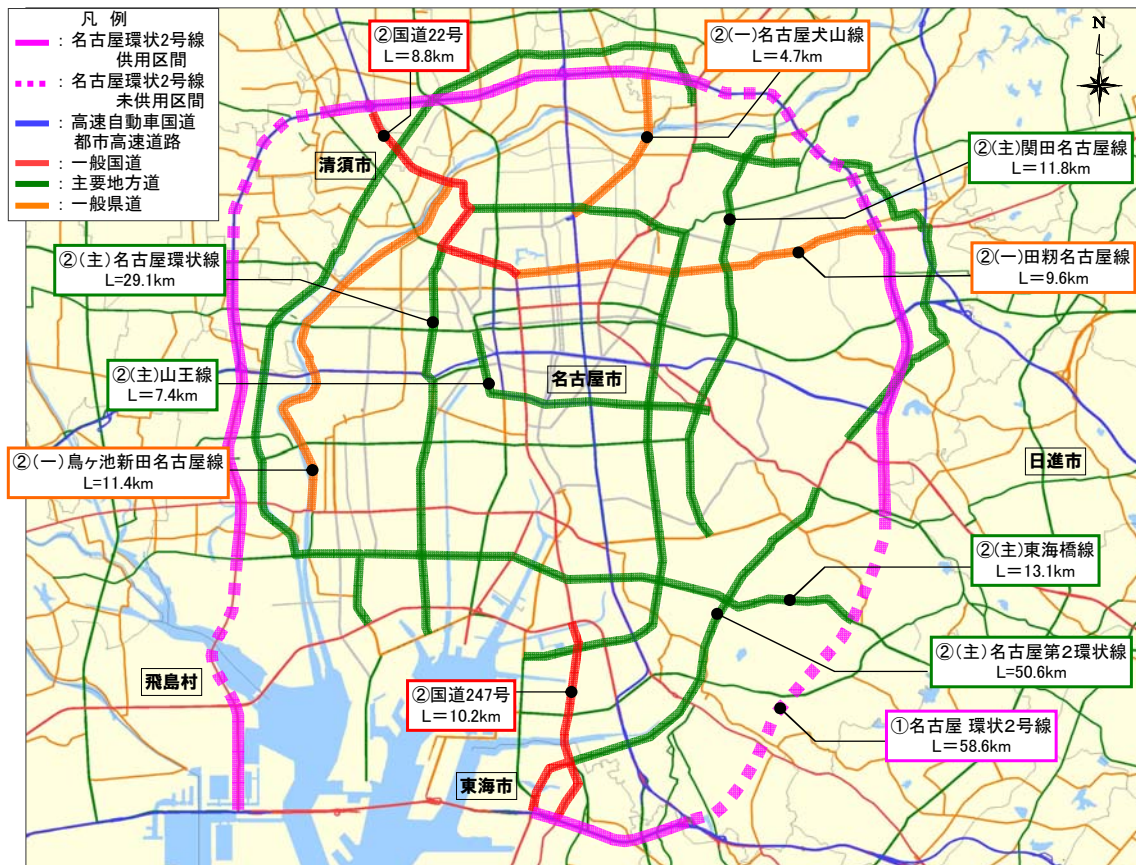 凡 例
：名古屋環状2号線
供用区間
：名古屋環状2号線
未供用区間
：高速自動車国道
都市高速道路
：一般国道
：主要地方道
：一般県道
②国道22号
L＝8.8km
②(一)名古屋犬山線
L＝4.7km
N
清須市
②(主)関田名古屋線
L＝11.8km
②(主)名古屋環状線
L=29.1km
②(一)田籾名古屋線
L＝9.6km
②(主)山王線
L＝7.4km
名古屋市
②(一)鳥ヶ池新田名古屋線
L=11.4km
日進市
②(主)東海橋線
L＝13.1km
②(主)名古屋第2環状線
L=50.6km
飛島村
②国道247号
L＝10.2km
①名古屋 環状2号線
L＝58.6km
東海市